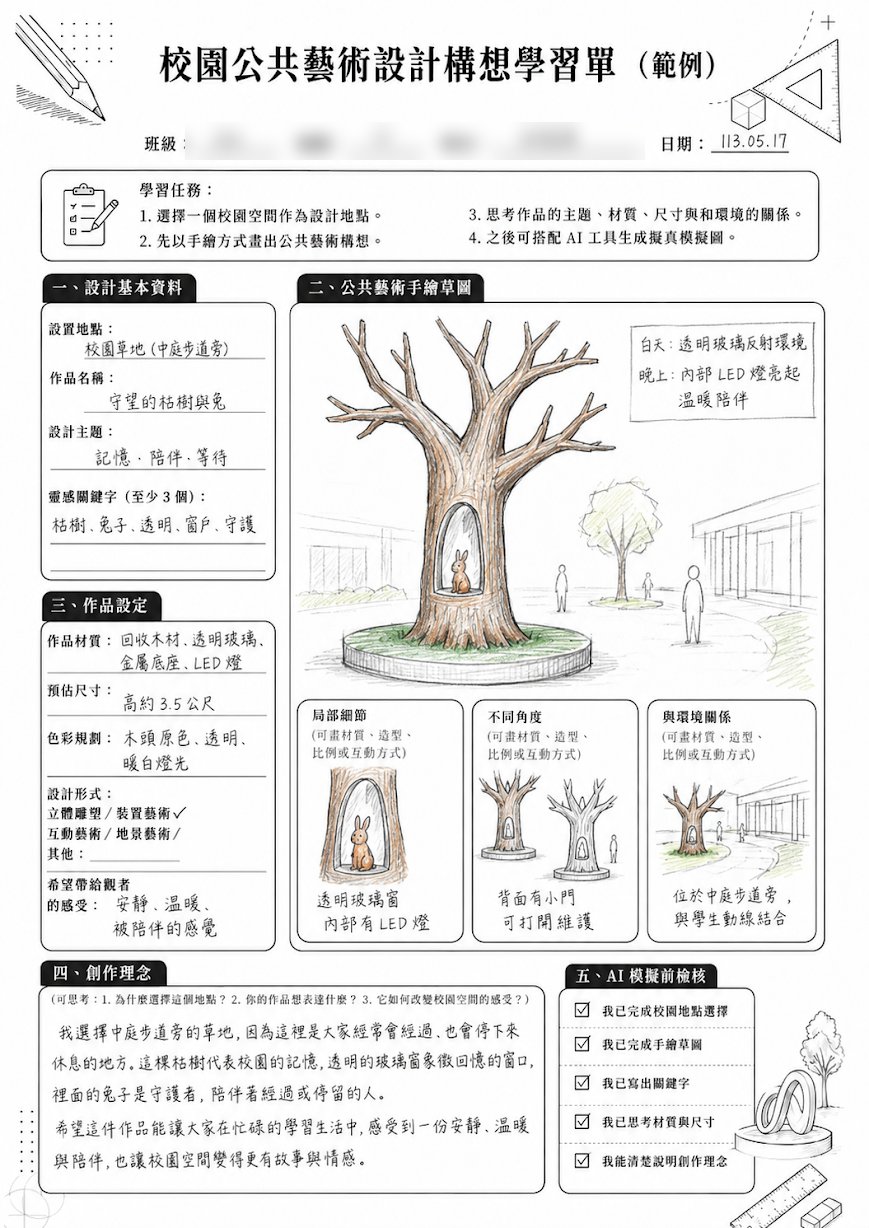 校園公共藝術設計構想學習單（範例）
班級：
日期：113.05.17
學習任務：
1. 選擇一個校園空間作為設計地點。
2. 先以手繪方式畫出公共藝術構想。
3. 思考作品的主題、材質、尺寸與和環境的關係。
4. 之後可搭配 AI 工具生成擬真模擬圖。
一、設計基本資料
設置地點：
校園草地(中庭步道旁)
作品名稱：
守望的枯樹與兔
設計主題：
記憶、陪伴、等待
靈感關鍵字（至少 3 個）：
枯樹、兔子、透明、窗戶、守護
二、公共藝術手繪草圖
白天：透明玻璃反射環境
晚上：內部 LED 燈亮起
溫暖陪伴
三、作品設定
作品材質：回收木材、透明玻璃、
金屬底座、LED 燈
預估尺寸：
高約 3.5 公尺
色彩規劃：木頭原色、透明、
暖白燈光
設計形式：
立體雕塑 / 裝置藝術✓
互動藝術 / 地景藝術 /
其他：
希望帶給觀者
的感受：安靜、溫暖、
被陪伴的感覺
局部細節
(可畫材質、造型、
比例或互動方式)
透明玻璃窗
內部有 LED 燈
不同角度
(可畫材質、造型、
比例或互動方式)
背面有小門
可打開維護
與環境關係
(可畫材質、造型、
比例或互動方式)
位於中庭步道旁，
與學生動線結合
四、創作理念
(可思考：1. 為什麼選擇這個地點？2. 你的作品想表達什麼？3. 它如何改變校園空間的感受？)
我選擇中庭步道旁的草地，因為這裡是大家經常會經過、也會停下來
休息的地方。這棵枯樹代表校園的記憶，透明的玻璃窗象徵回憶的窗口，
裡面的兔子是守護者，陪伴著經過或停留的人。
希望這件作品能讓大家在忙碌的學習生活中，感受到一份安靜、溫暖
與陪伴，也讓校園空間變得更有故事與情感。
五、AI 模擬前檢核
☑ 我已完成校園地點選擇
☑ 我已完成手繪草圖
☑ 我已寫出關鍵字
☑ 我已思考材質與尺寸
☑ 我能清楚說明創作理念